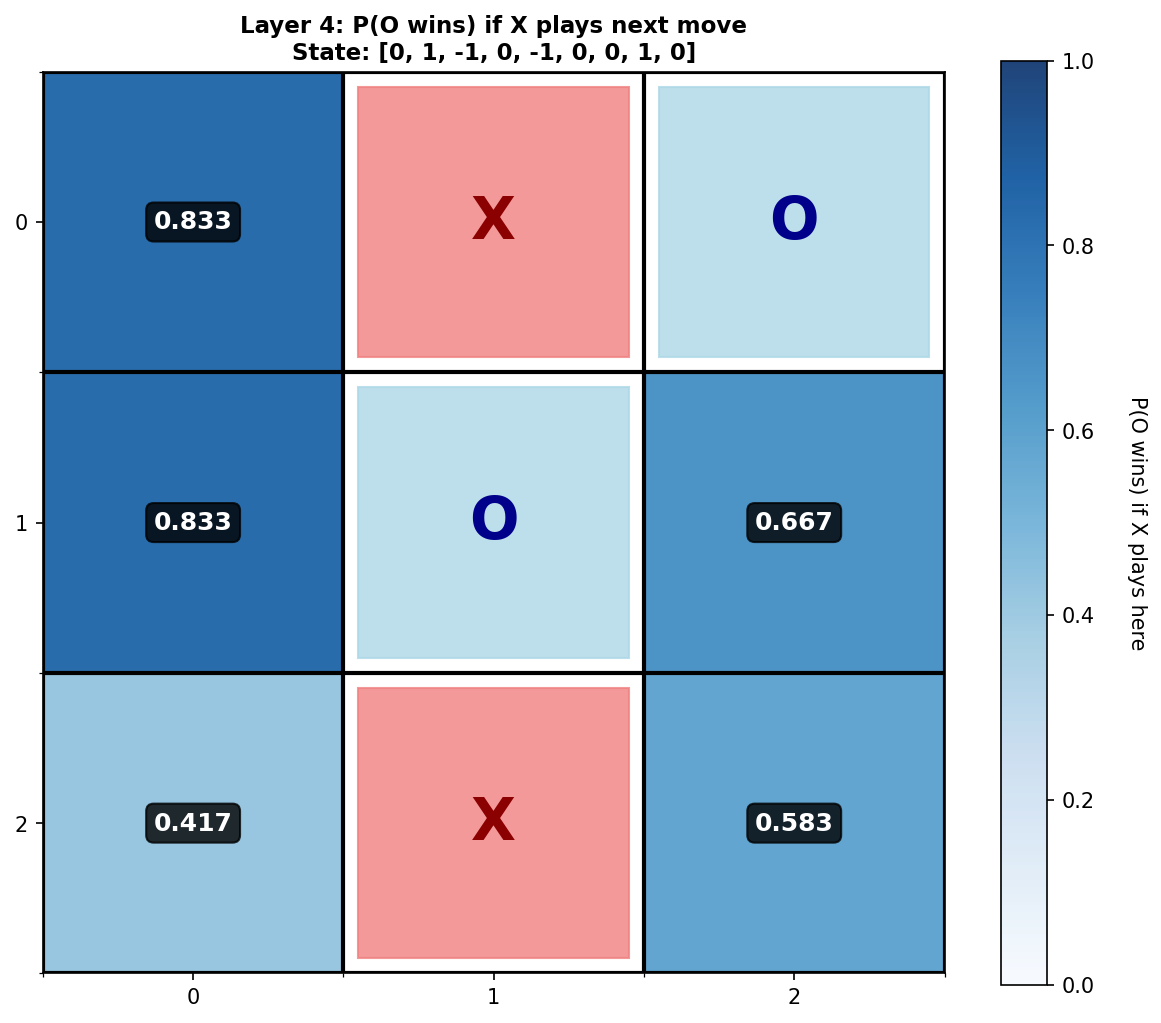 Layer 4: P(O wins) if X plays next move
State: [0, 1, -1, 0, -1, 0, 0, 1, 0]
0
0.833
X
O
1
0.833
O
0.667
2
0.417
X
0.583
0
1
2
1.0
0.8
0.6
0.4
0.2
0.0
P(O wins) if X plays here